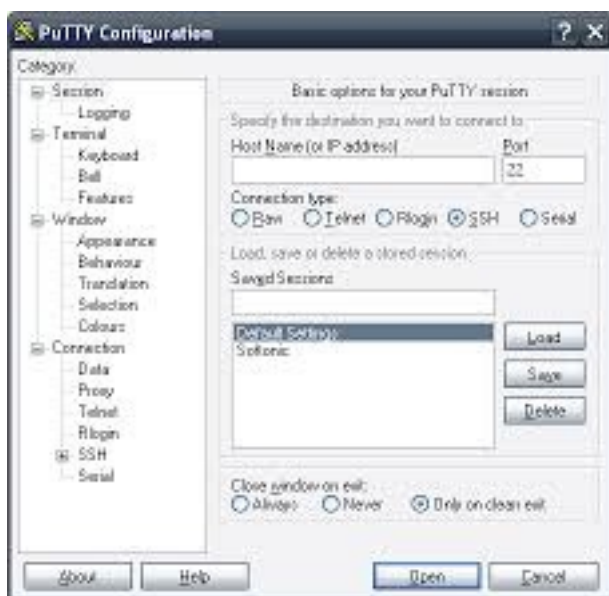 PuTTY Configuration
Category:
Session
Logging
Terminal
Keyboard
Bell
Features
Window
Appearance
Behaviour
Translation
Selection
Colours
Connection
Data
Proxy
Telnet
Rlogin
SSH
Serial
Basic options for your PuTTY session
Specify the destination you want to connect to
Host Name (or IP address) Port
22
Connection type:
Raw Telnet Rlogin SSH Serial
Load, save or delete a stored session
Saved Sessions
Default Settings Load
Softonic
Save
Delete
Close window on exit:
Always Never Only on clean exit
About Help Open Cancel